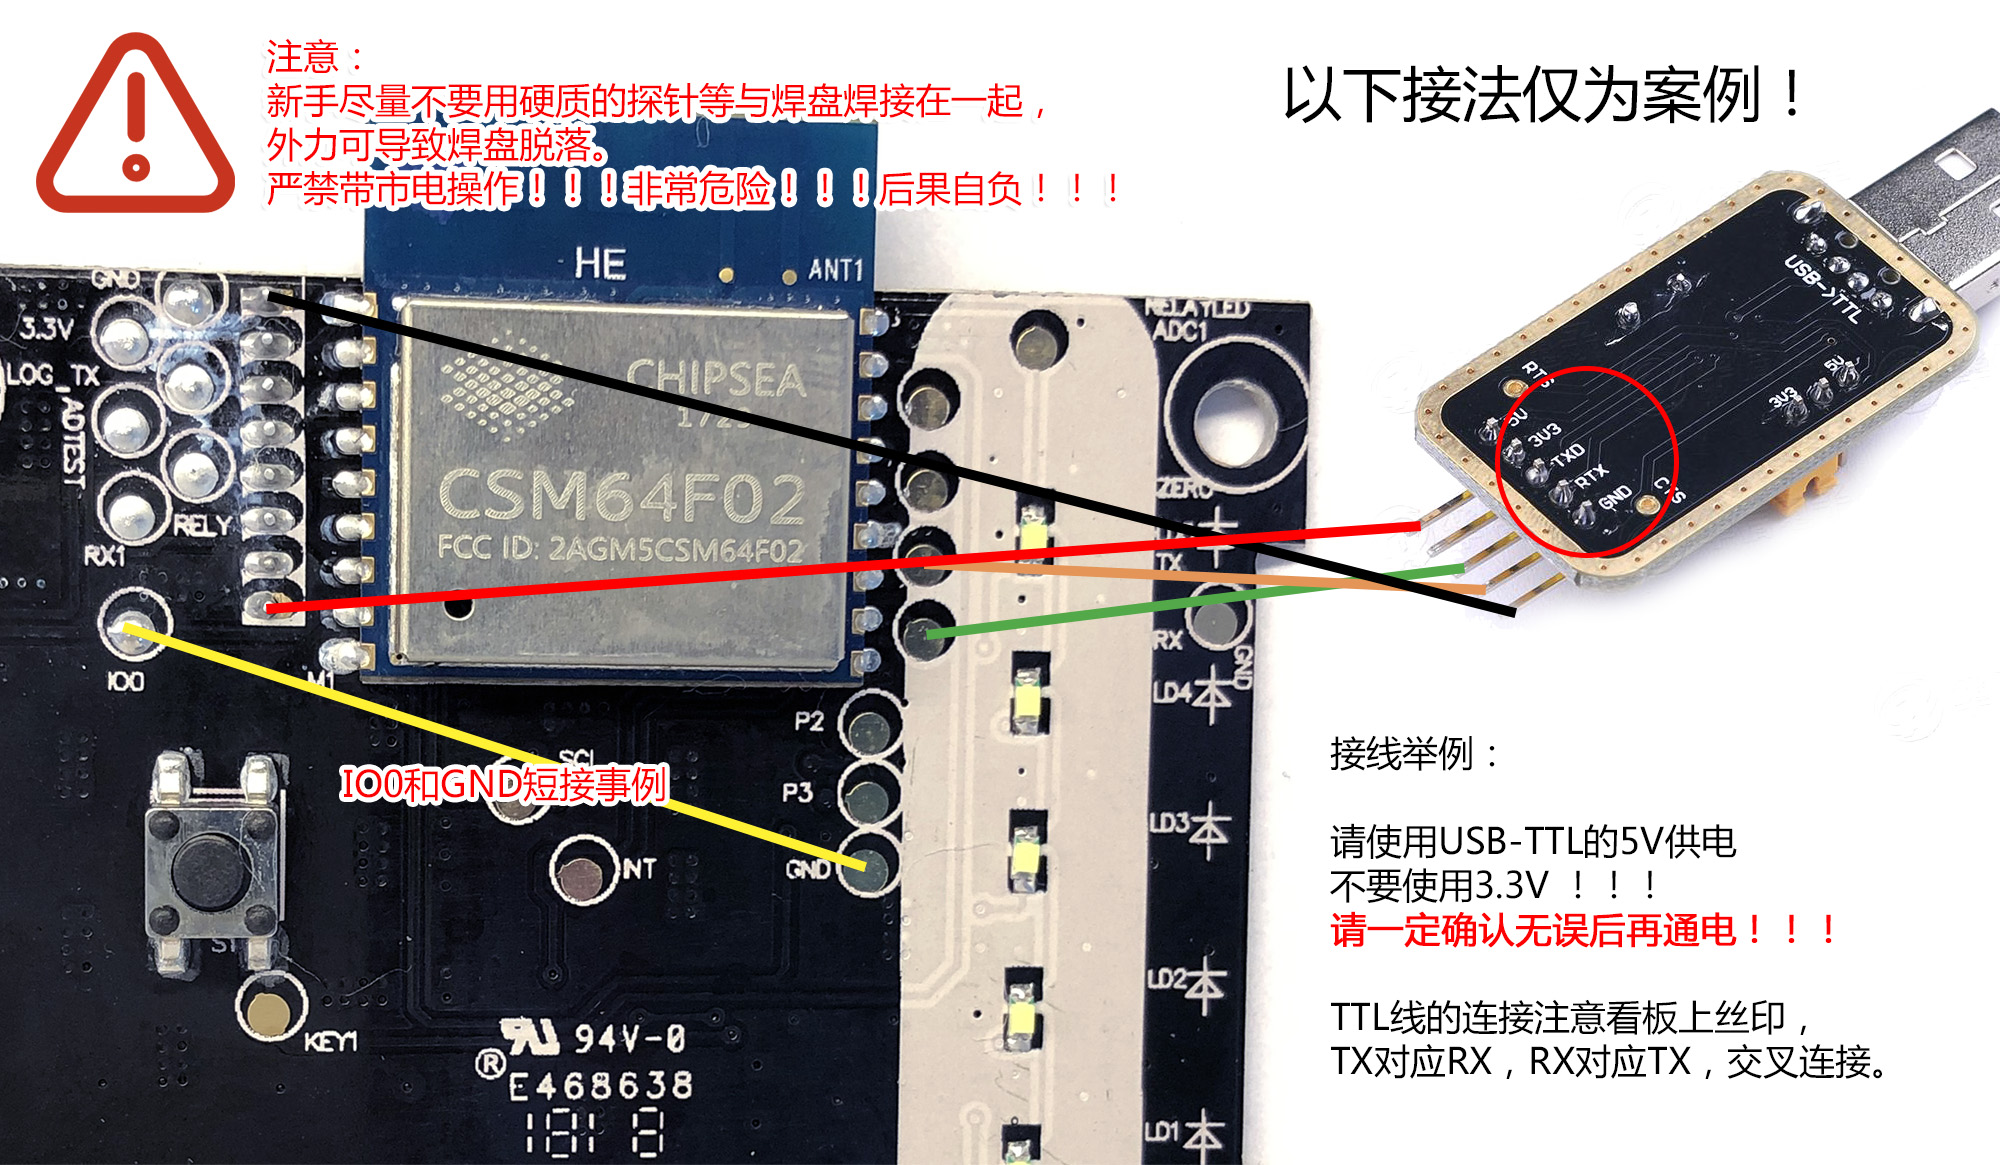 注意：
新手尽量不要用硬质的探针等与焊盘焊接在一起，
外力可导致焊盘脱落。
严禁带市电操作！！！非常危险！！！后果自负！！！
以下接法仅为案例！
HE
ANT1
GND
3.3V
LOG_TX
ADTEST
RELY
RX1
IO0
M1
CHIPSEA
CSM64F02
FCC ID: 2AGM5CSM64F02
RELAYLED
ADC1
ZERO
TX
RX
GND
LD4
LD3
LD2
LD1
P2
P3
GND
SCL
INT
IO0和GND短接事例
S1
KEY1
94V-0
E468638
1818
USB->TTL
RTS
5V
3V3
TXD
RTX
GND
CTS
3V3
5V
接线举例：
请使用USB-TTL的5V供电
不要使用3.3V ！！！
请一定确认无误后再通电！！！
TTL线的连接注意看板上丝印，
TX对应RX，RX对应TX，交叉连接。